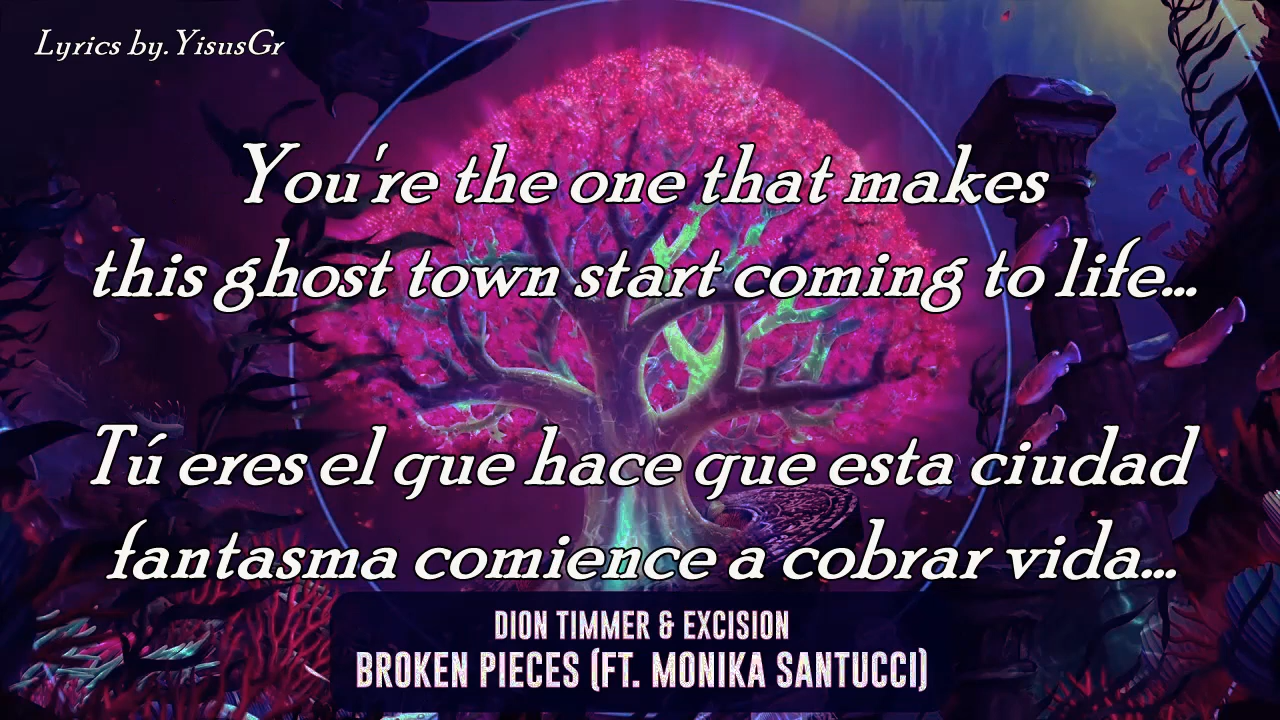 Lyrics by. YisusGr
You're the one that makes
this ghost town start coming to life...
Tú eres el que hace que esta ciudad
fantasma comience a cobrar vida...
DION TIMMER & EXCISION
BROKEN PIECES (FT. MONIKA SANTUCCI)